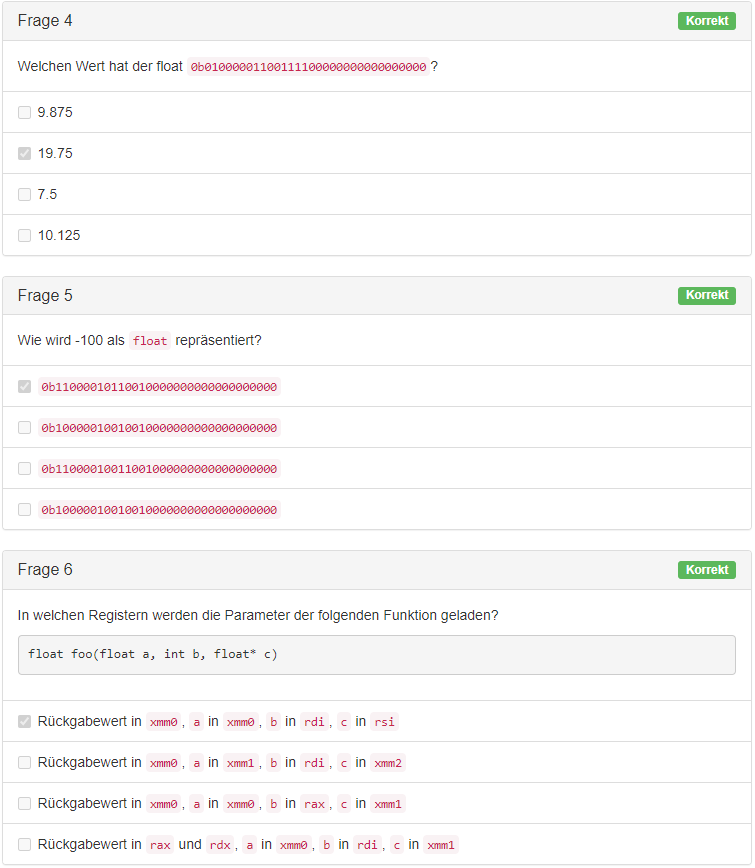 Frage 4
Korrekt
Welchen Wert hat der float 0b01000001100111100000000000000000?
9.875
19.75
7.5
10.125
Frage 5
Korrekt
Wie wird -100 als float repräsentiert?
0b11000010110010000000000000000000
0b10000010010010000000000000000000
0b11000010011001000000000000000000
0b10000010010010000000000000000000
Frage 6
Korrekt
In welchen Registern werden die Parameter der folgenden Funktion geladen?
float foo(float a, int b, float* c)
Rückgabewert in xmm0, a in xmm0, b in rdi, c in rsi
Rückgabewert in xmm0, a in xmm1, b in rdi, c in xmm2
Rückgabewert in xmm0, a in xmm0, b in rax, c in xmm1
Rückgabewert in rax und rdx, a in xmm0, b in rdi, c in xmm1